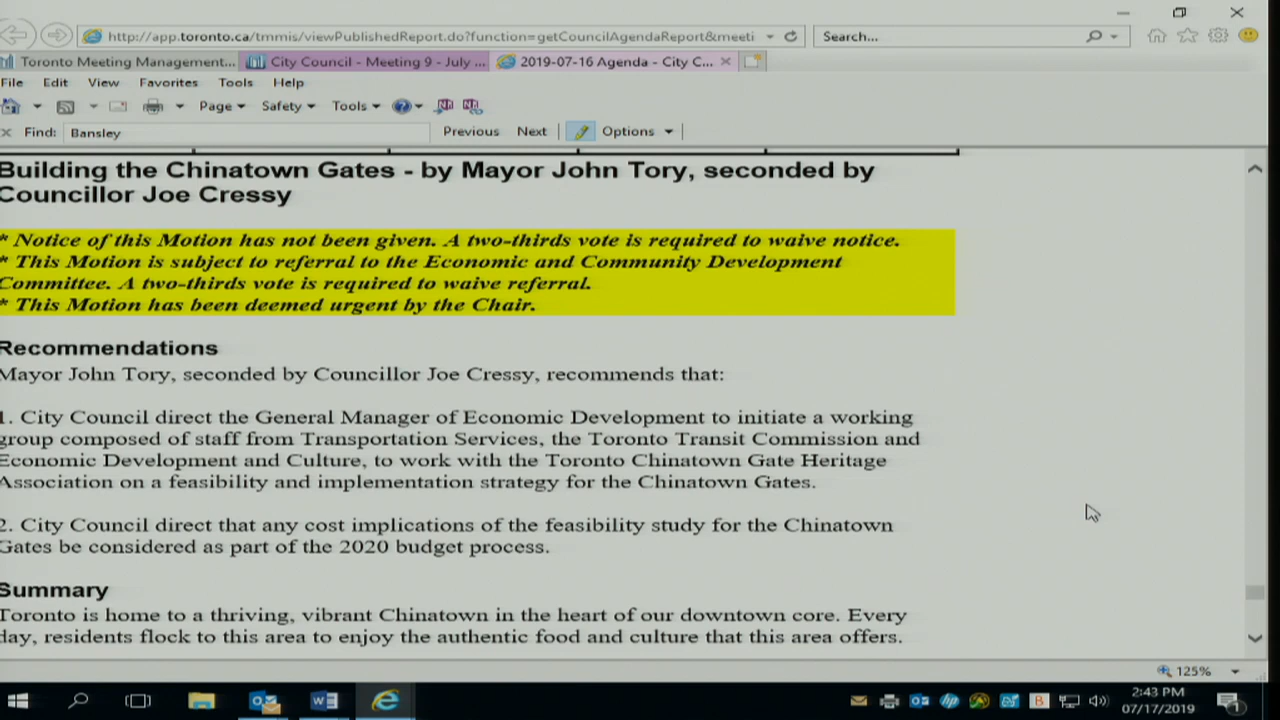 http://app.toronto.ca/tmmis/viewPublishedReport.do?function=getCouncilAgendaReport&meeti
Search...
Toronto Meeting Management...
City Council - Meeting 9 - July ...
2019-07-16 Agenda - City C...
File Edit View Favorites Tools Help
Page Safety Tools
x Find: Bansley Previous Next Options
Building the Chinatown Gates - by Mayor John Tory, seconded by
Councillor Joe Cressy
* Notice of this Motion has not been given. A two-thirds vote is required to waive notice.
* This Motion is subject to referral to the Economic and Community Development
Committee. A two-thirds vote is required to waive referral.
* This Motion has been deemed urgent by the Chair.
Recommendations
Mayor John Tory, seconded by Councillor Joe Cressy, recommends that:
1. City Council direct the General Manager of Economic Development to initiate a working
group composed of staff from Transportation Services, the Toronto Transit Commission and
Economic Development and Culture, to work with the Toronto Chinatown Gate Heritage
Association on a feasibility and implementation strategy for the Chinatown Gates.
2. City Council direct that any cost implications of the feasibility study for the Chinatown
Gates be considered as part of the 2020 budget process.
Summary
Toronto is home to a thriving, vibrant Chinatown in the heart of our downtown core. Every
day, residents flock to this area to enjoy the authentic food and culture that this area offers.
125%
2:43 PM
07/17/2019